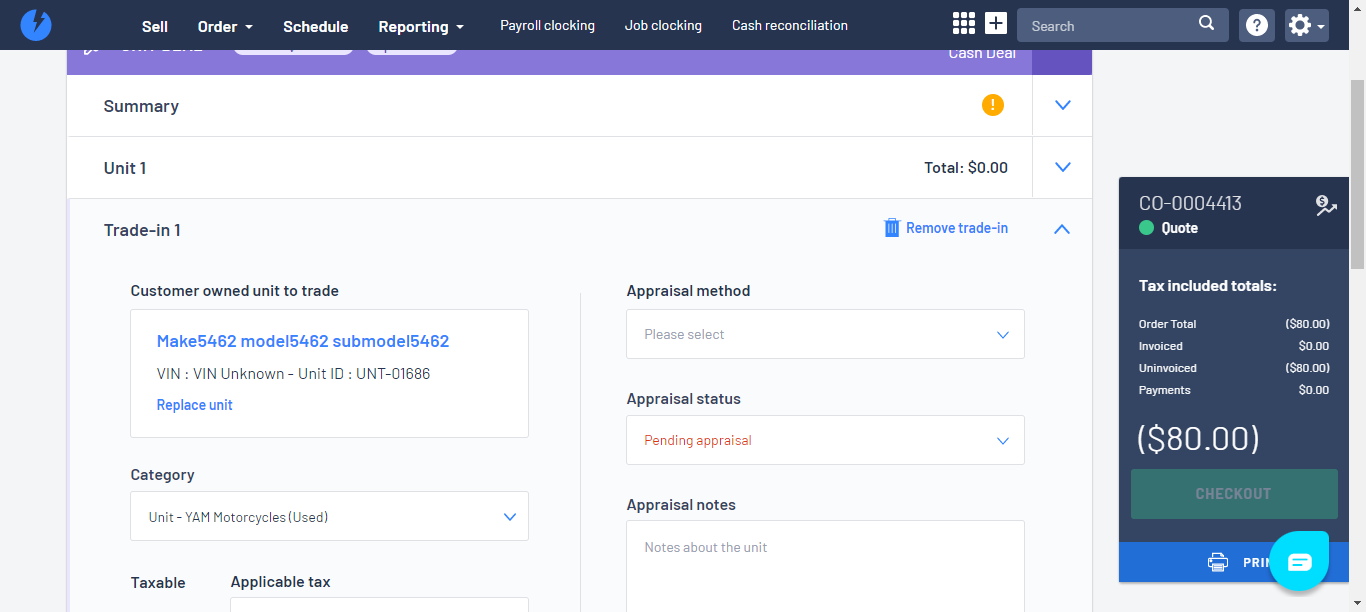 Sell
Order
Schedule
Reporting
Payroll clocking
Job clocking
Cash reconciliation
Search
?
Cash Deal
Summary
!
Unit 1
Total: $0.00
Trade-in 1
Remove trade-in
Customer owned unit to trade
Make5462 model5462 submodel5462
VIN : VIN Unknown - Unit ID : UNT-01686
Replace unit
Category
Unit - YAM Motorcycles (Used)
Taxable
Applicable tax
Appraisal method
Please select
Appraisal status
Pending appraisal
Appraisal notes
Notes about the unit
CO-0004413
Quote
Tax included totals:
Order Total ($80.00)
Invoiced $0.00
Uninvoiced ($80.00)
Payments $0.00
($80.00)
CHECKOUT